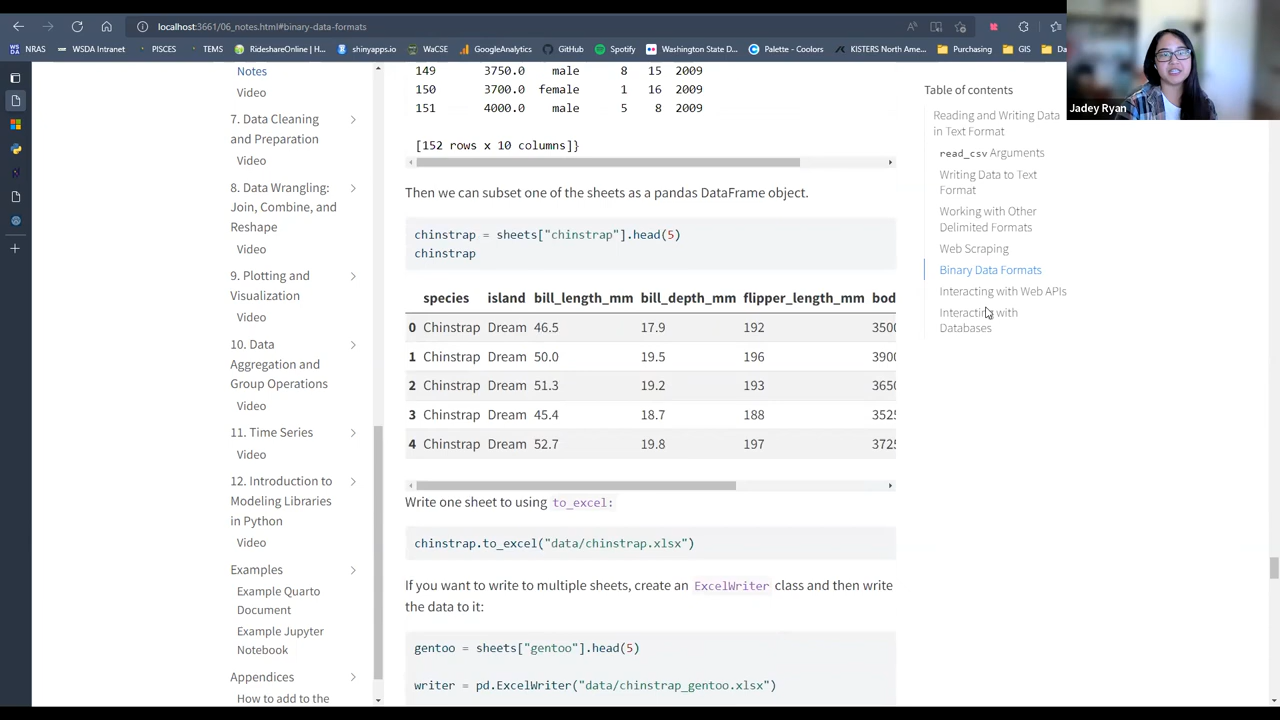 localhost:3661/06_notes.html#binary-data-formats
NRAS
WSDA Intranet
PISCES
TEMS
RideshareOnline | H...
shinyapps.io
WaCSE
GoogleAnalytics
GitHub
Spotify
Washington State D...
Palette - Coolors
KISTERS North Ame...
Purchasing
GIS
Da
Jadey Ryan
Notes
Video
7. Data Cleaning
and Preparation
Video
8. Data Wrangling:
Join, Combine, and
Reshape
Video
9. Plotting and
Visualization
Video
10. Data
Aggregation and
Group Operations
Video
11. Time Series
Video
12. Introduction to
Modeling Libraries
in Python
Video
Examples
Example Quarto
Document
Example Jupyter
Notebook
Appendices
How to add to the
149 3750.0 male 8 15 2009
150 3700.0 female 1 16 2009
151 4000.0 male 5 8 2009
[152 rows x 10 columns]}
Then we can subset one of the sheets as a pandas DataFrame object.
chinstrap = sheets["chinstrap"].head(5)
chinstrap
species island bill_length_mm bill_depth_mm flipper_length_mm bod
0 Chinstrap Dream 46.5 17.9 192 3500
1 Chinstrap Dream 50.0 19.5 196 3900
2 Chinstrap Dream 51.3 19.2 193 3650
3 Chinstrap Dream 45.4 18.7 188 3525
4 Chinstrap Dream 52.7 19.8 197 3725
Write one sheet to using to_excel:
chinstrap.to_excel("data/chinstrap.xlsx")
If you want to write to multiple sheets, create an ExcelWriter class and then write
the data to it:
gentoo = sheets["gentoo"].head(5)
writer = pd.ExcelWriter("data/chinstrap_gentoo.xlsx")
Table of contents
Reading and Writing Data
in Text Format
read_csv Arguments
Writing Data to Text
Format
Working with Other
Delimited Formats
Web Scraping
Binary Data Formats
Interacting with Web APIs
Interacting with
Databases